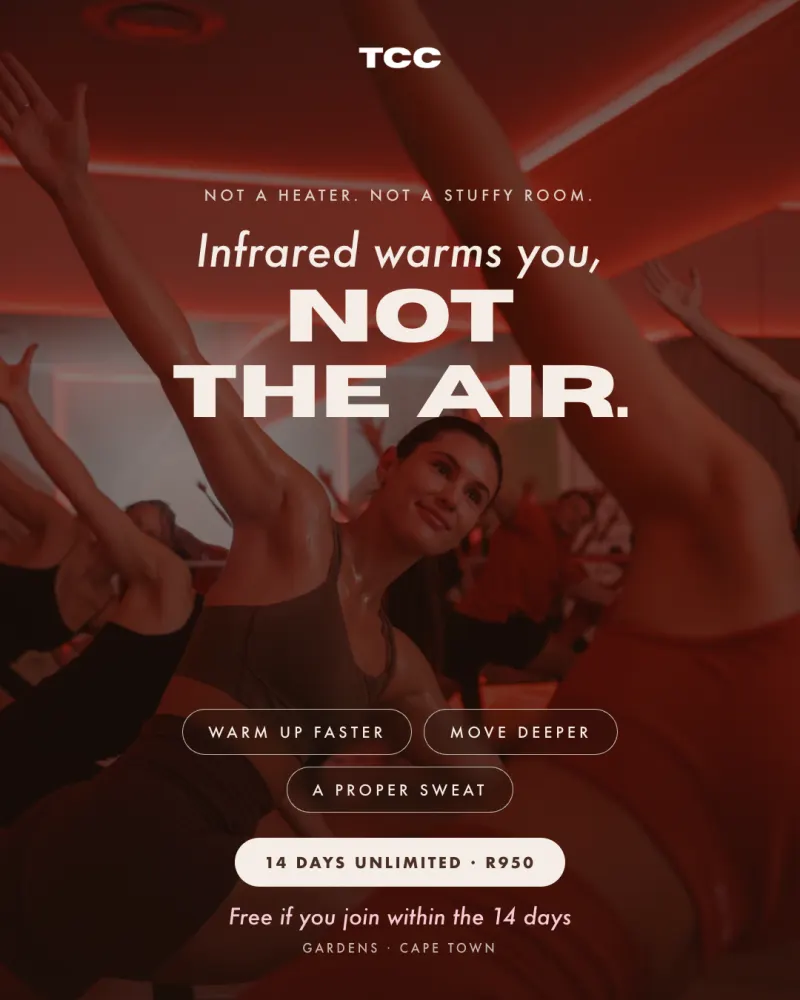 TCC
NOT A HEATER. NOT A STUFFY ROOM.
Infrared warms you,
NOT
THE AIR.
WARM UP FASTER
MOVE DEEPER
A PROPER SWEAT
14 DAYS UNLIMITED · R950
Free if you join within the 14 days
GARDENS · CAPE TOWN